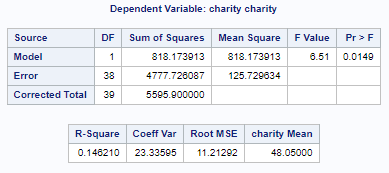 Dependent Variable: charity charity
Source DF Sum of Squares Mean Square F Value Pr > F
Model 1 818.173913 818.173913 6.51 0.0149
Error 38 4777.726087 125.729634
Corrected Total 39 5595.900000
R-Square Coeff Var Root MSE charity Mean
0.146210 23.33595 11.21292 48.05000